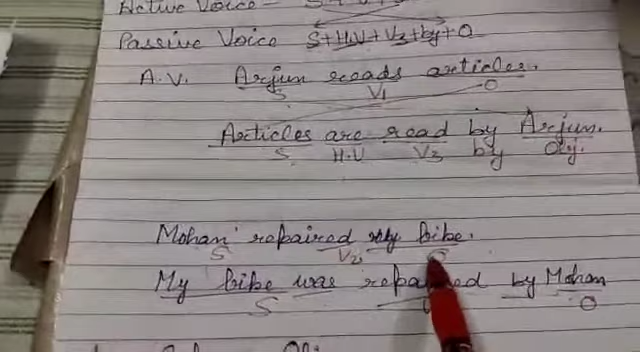 Active Voice - S + V +
Passive Voice S+H.V+V3+by+O
A.V. Arjun reads articles.
S V1 O
Articles are read by Arjun.
S H.V V3 by Obj.
Mohan repaired my bike.
S V2 O
My bike was repaired by Mohan
S O